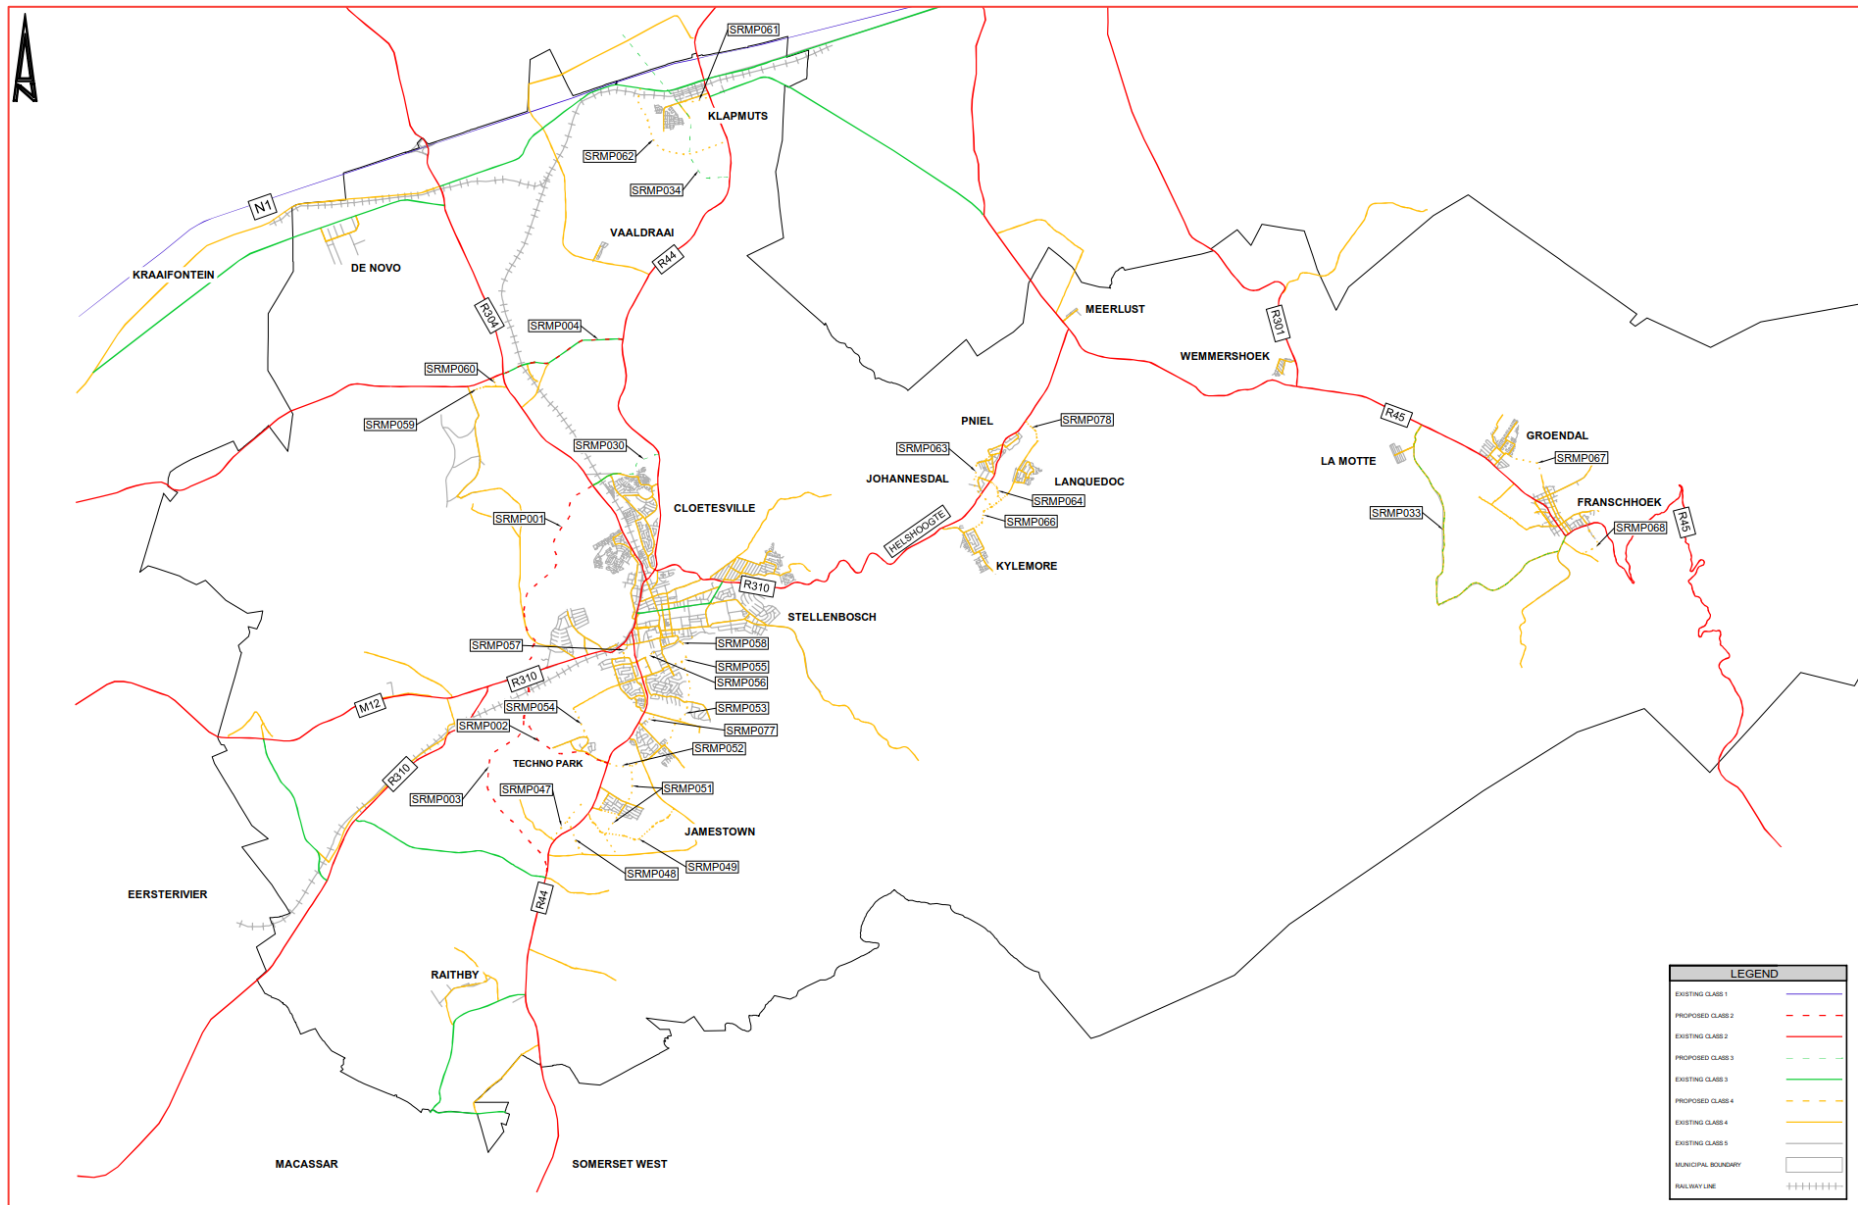 SRMP061
KLAPMUTS
SRMP062
SRMP034
N1
VAALDRAAI
R44
KRAAIFONTEIN
DE NOVO
R304
SRMP004
MEERLUST
R301
WEMMERSHOEK
SRMP060
SRMP059
R45
PNIEL
SRMP078
SRMP030
SRMP063
GROENDAL
LA MOTTE
SRMP067
JOHANNESDAL
LANQUEDOC
SRMP064
CLOETESVILLE
SRMP001
SRMP066
SRMP033
FRANSCHHOEK
SRMP068
R45
HELSHOOGTE
KYLEMORE
R310
STELLENBOSCH
SRMP057
SRMP058
SRMP055
SRMP056
R310
M12
SRMP054
SRMP053
SRMP002
SRMP077
SRMP052
TECHNO PARK
R310
SRMP003
SRMP047
SRMP051
JAMESTOWN
SRMP049
SRMP048
EERSTERIVIER
R44
RAITHBY
MACASSAR
SOMERSET WEST
LEGEND
EXISTING CLASS 1
PROPOSED CLASS 2
EXISTING CLASS 2
PROPOSED CLASS 3
EXISTING CLASS 3
PROPOSED CLASS 4
EXISTING CLASS 4
EXISTING CLASS 5
MUNICIPAL BOUNDARY
RAILWAY LINE
N